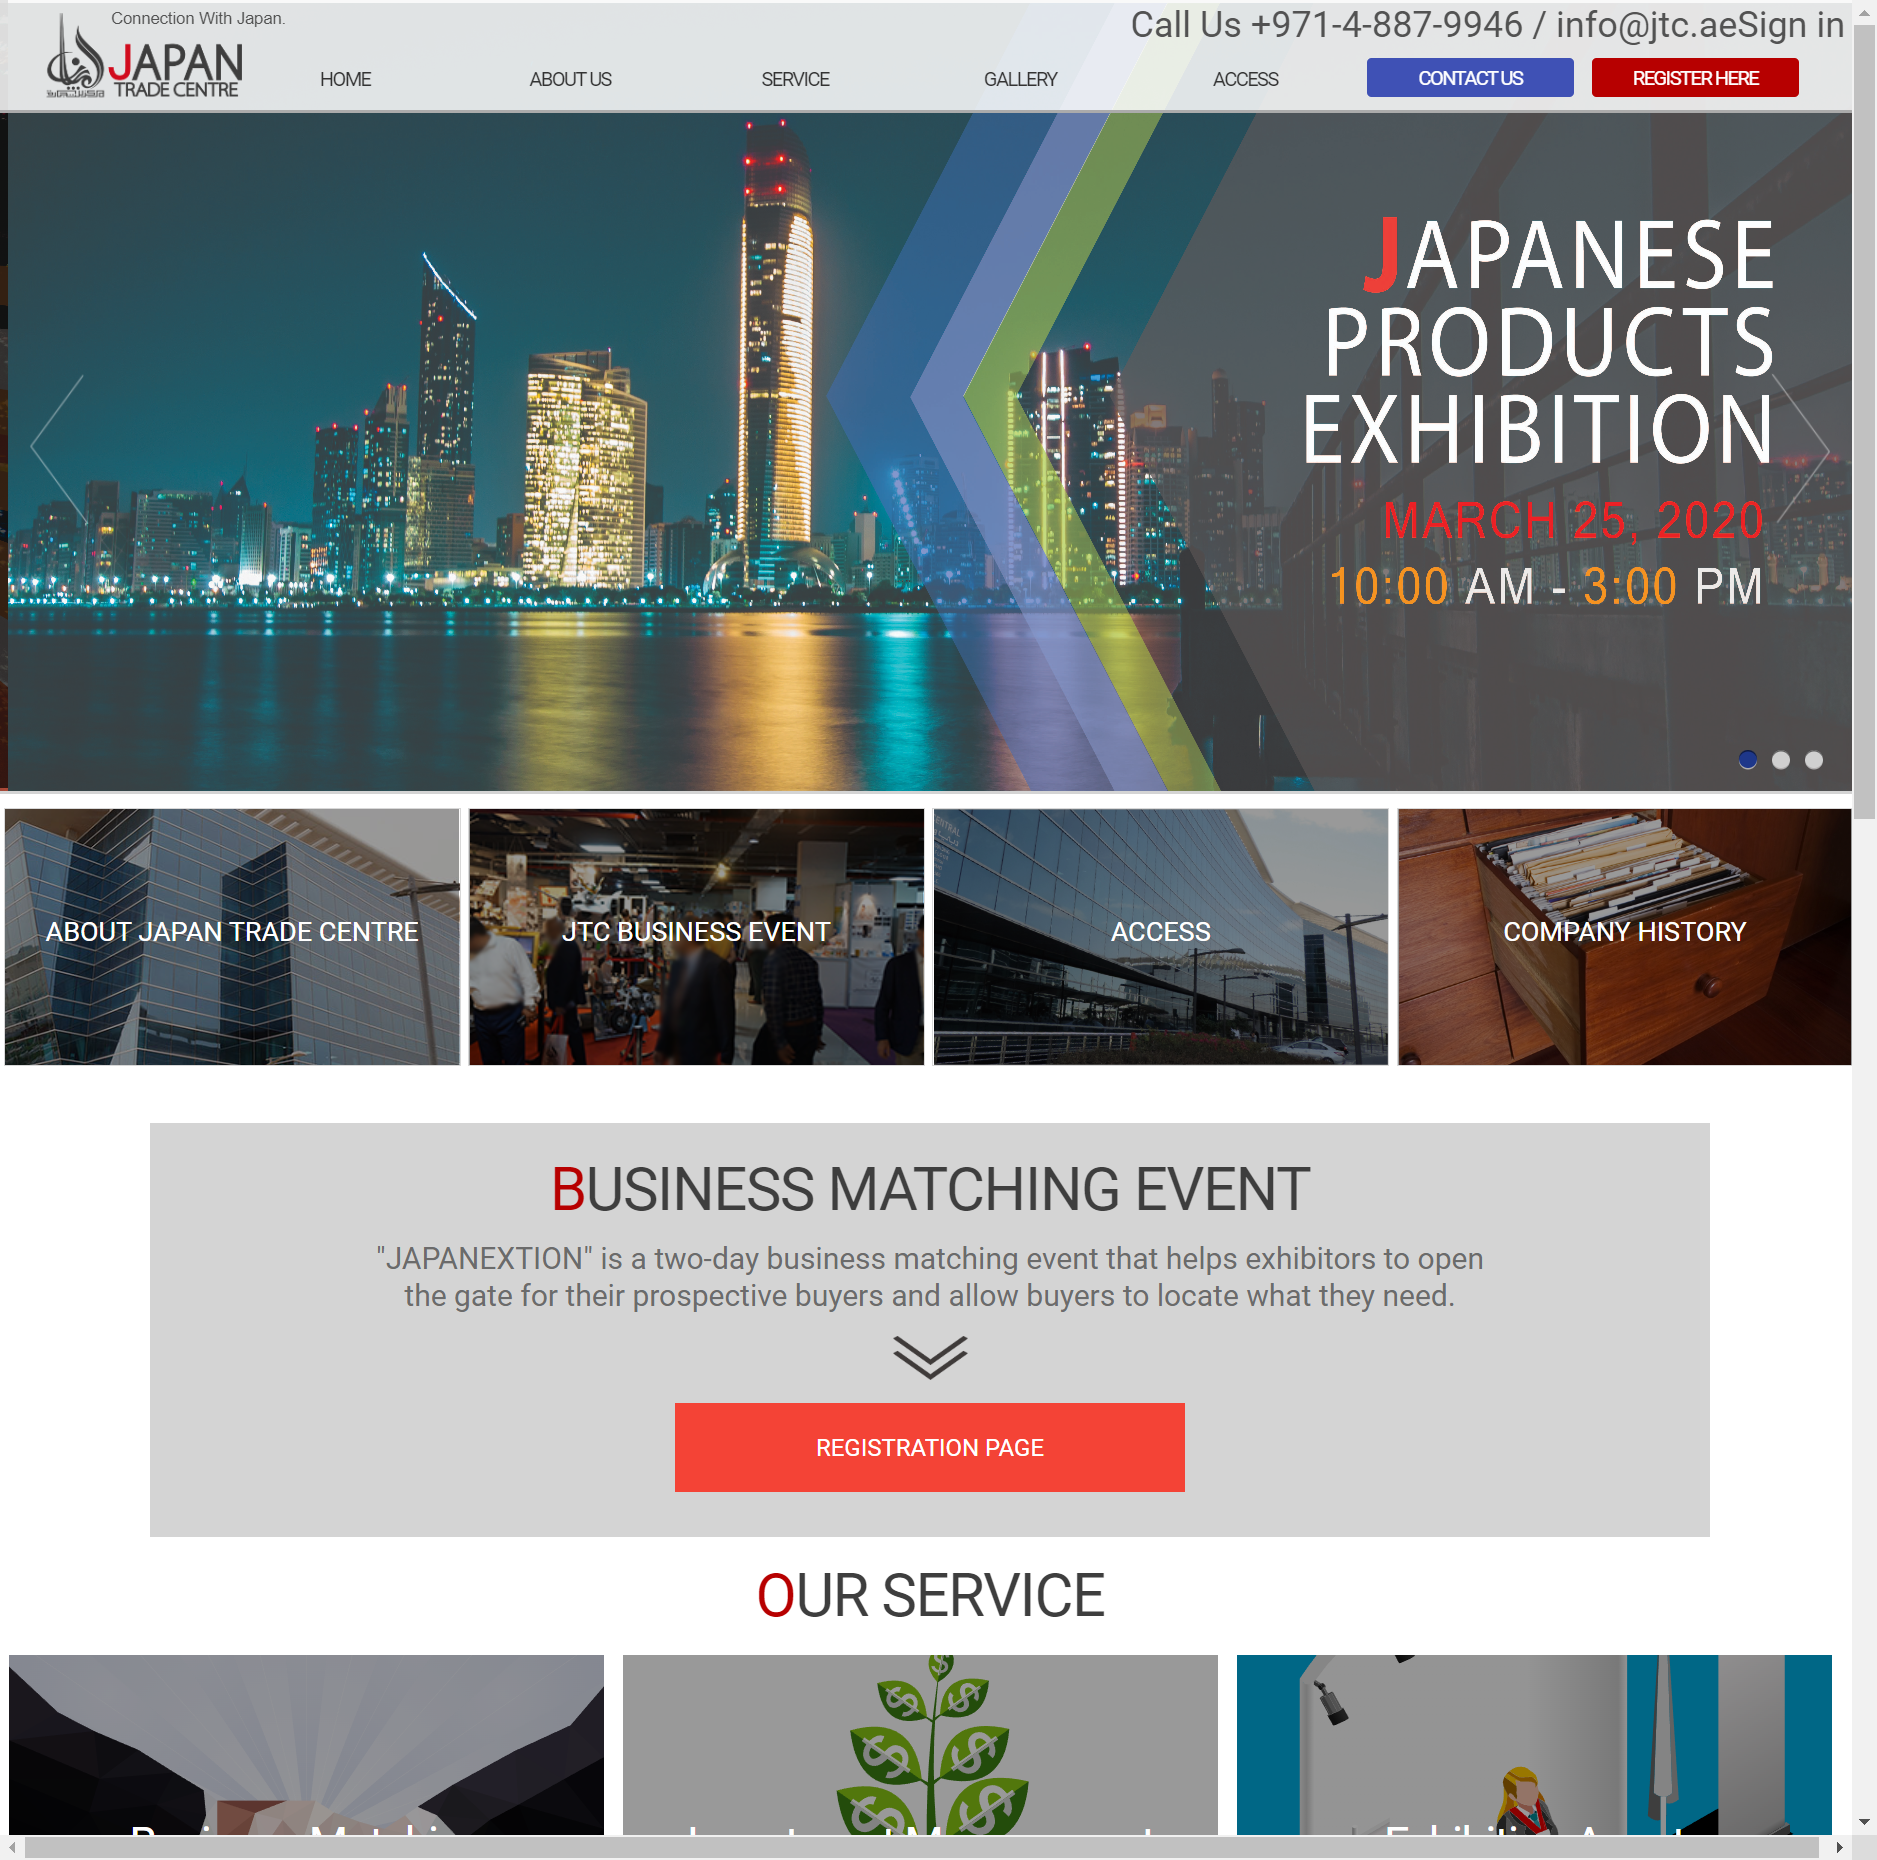 Connection With Japan.
Call Us +971-4-887-9946 / info@jtc.aeSign in
JAPAN
TRADE CENTRE
HOME
ABOUT US
SERVICE
GALLERY
ACCESS
CONTACT US
REGISTER HERE
JAPANESE
PRODUCTS
EXHIBITION
MARCH 25, 2020
10:00 AM - 3:00 PM
ABOUT JAPAN TRADE CENTRE
JTC BUSINESS EVENT
ACCESS
COMPANY HISTORY
BUSINESS MATCHING EVENT
"JAPANEXTION" is a two-day business matching event that helps exhibitors to open
the gate for their prospective buyers and allow buyers to locate what they need.
REGISTRATION PAGE
OUR SERVICE